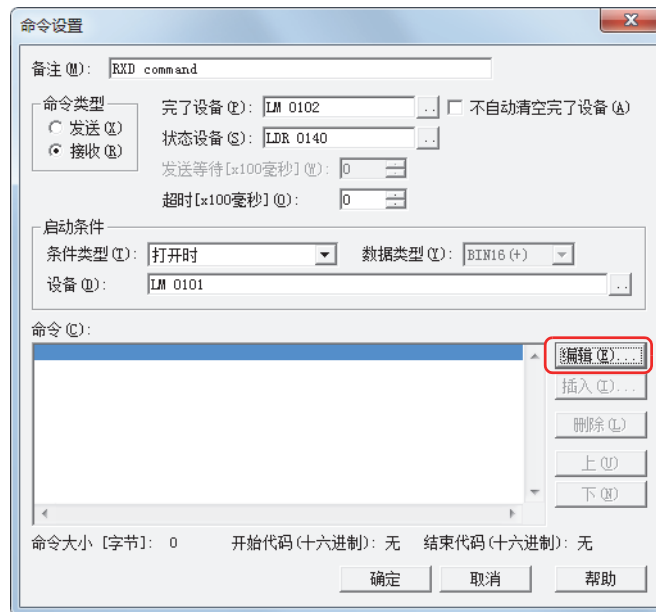 命令设置
备注(M): RXD command
命令类型
发送(X)
接收(R)
完了设备(P): LM 0102 .. 不自动清空完了设备(A)
状态设备(S): LDR 0140 ..
发送等待[x100毫秒](W): 0
超时[x100毫秒](O): 0
启动条件
条件类型(T): 打开时 数据类型(Y): BIN16(+)
设备(D): LM 0101 ..
命令(C):
编辑(E)...
插入(I)...
删除(L)
上(U)
下(N)
命令大小 [字节]: 0 开始代码(十六进制): 无 结束代码(十六进制): 无
确定 取消 帮助